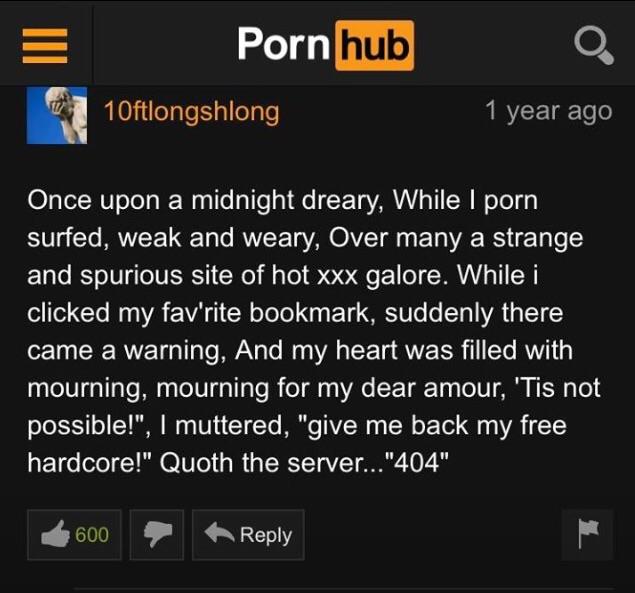 Porn hub
10ftlongshlong 1 year ago
Once upon a midnight dreary, While I porn
surfed, weak and weary, Over many a strange
and spurious site of hot xxx galore. While i
clicked my fav'rite bookmark, suddenly there
came a warning, And my heart was filled with
mourning, mourning for my dear amour, 'Tis not
possible!", I muttered, "give me back my free
hardcore!" Quoth the server..."404"
600 Reply